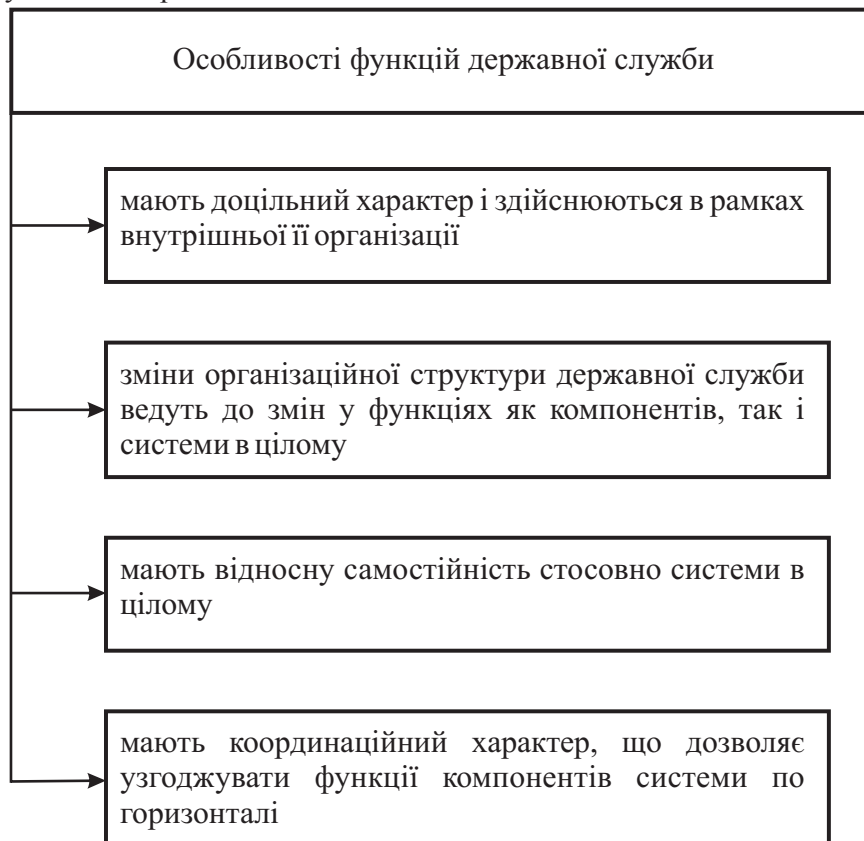 Особливості функцій державної служби
мають доцільний характер і здійснюються в рамках
внутрішньої її організації
зміни організаційної структури державної служби
ведуть до змін у функціях як компонентів, так і
системи в цілому
мають відносну самостійність стосовно системи в
цілому
мають координаційний характер, що дозволяє
узгоджувати функції компонентів системи по
горизонталі